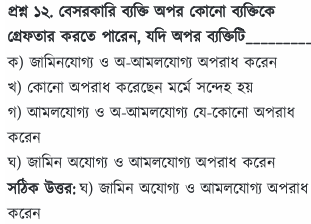 প্রশ্ন ১২. বেসরকারি ব্যক্তি অপর কোনো ব্যক্তিকে
গ্রেফতার করতে পারেন, যদি অপর ব্যক্তিটি_________
ক) জামিনযোগ্য ও অ-আমলযোগ্য অপরাধ করেন
খ) কোনো অপরাধ করেছেন মর্মে সন্দেহ হয়
গ) আমলযোগ্য ও অ-আমলযোগ্য যে-কোনো অপরাধ
করেন
ঘ) জামিন অযোগ্য ও আমলযোগ্য অপরাধ করেন
সঠিক উত্তর: ঘ) জামিন অযোগ্য ও আমলযোগ্য অপরাধ
করেন